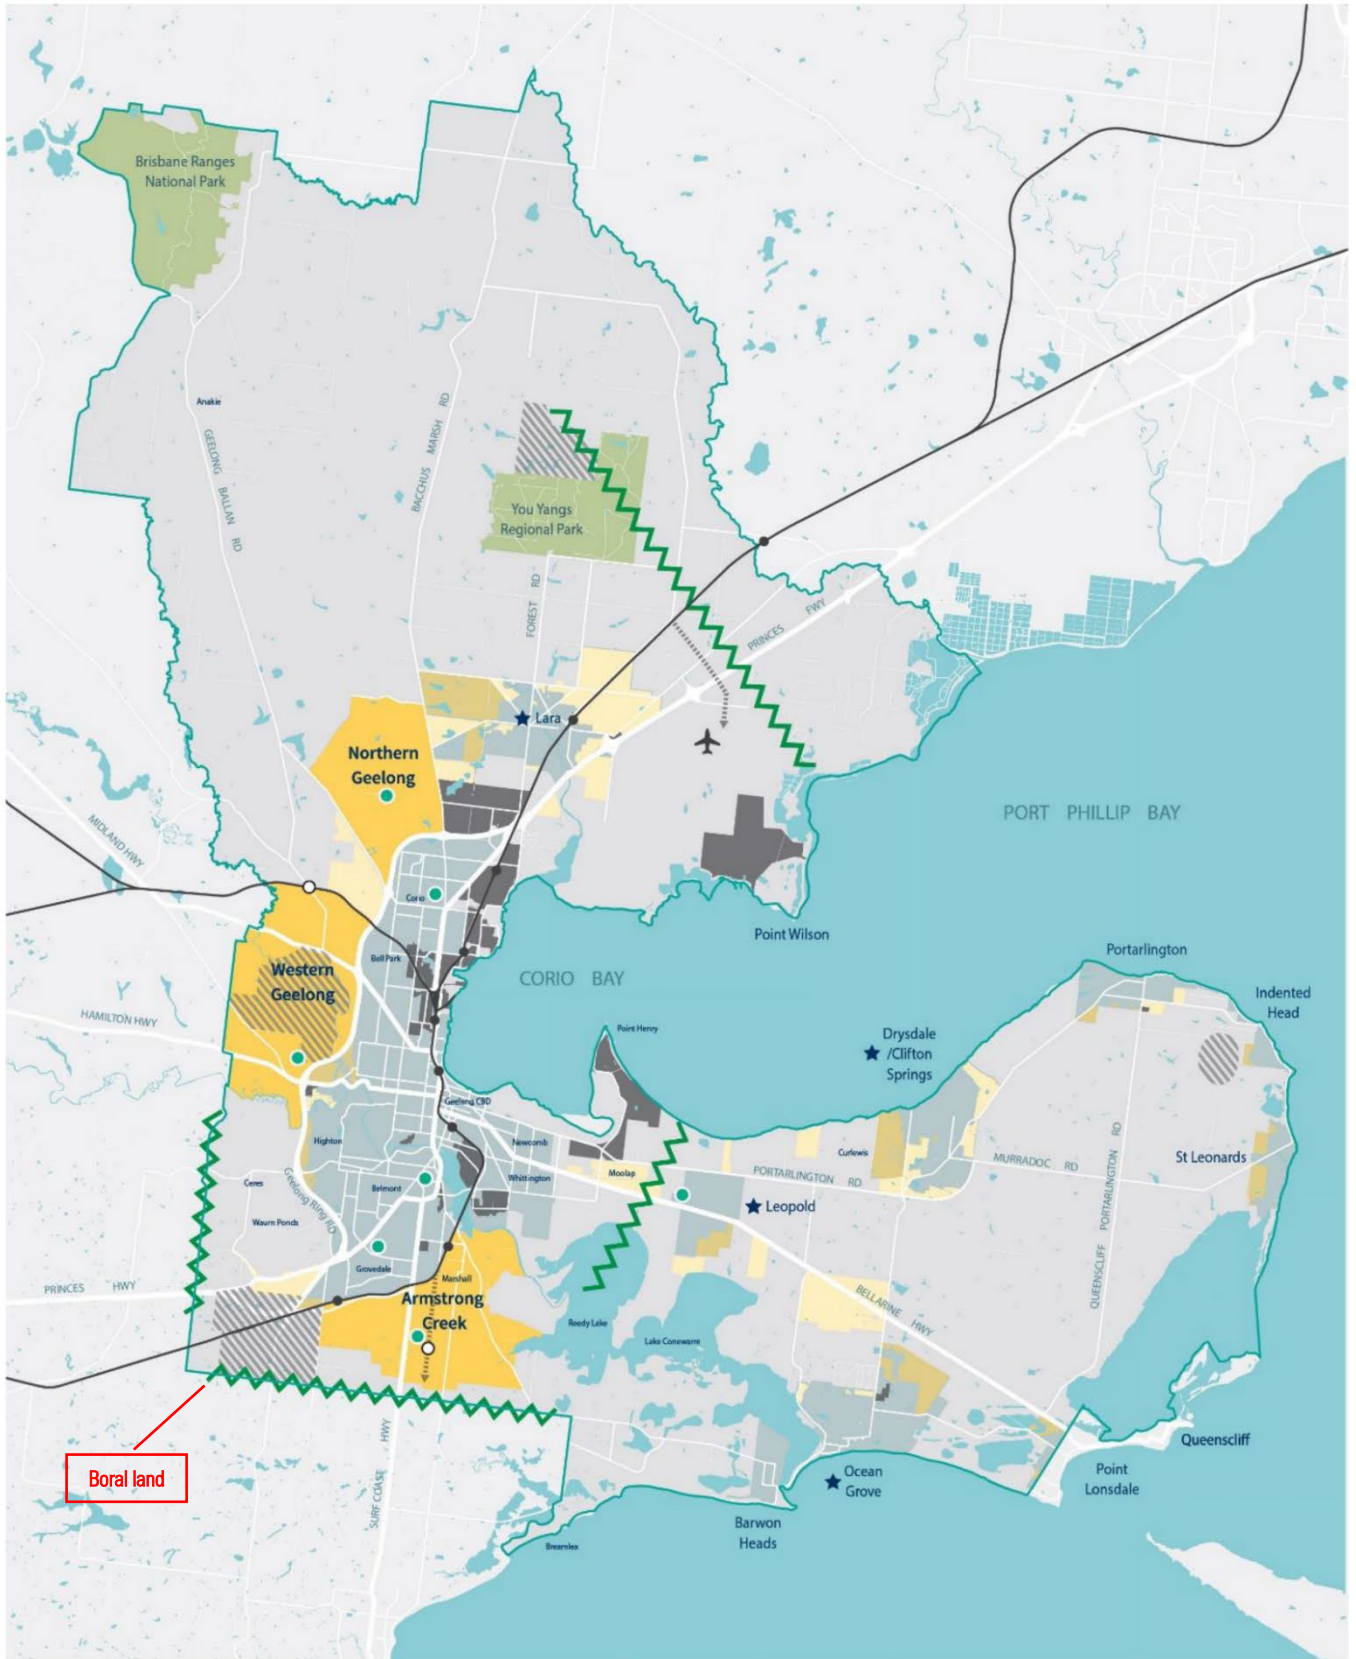 Brisbane Ranges
National Park
Anakie
GEELONG BALLAN RD
BACCHUS MARSH RD
You Yangs
Regional Park
FOREST RD
PRINCES FWY
Lara
Northern
Geelong
MIDLAND HWY
PORT PHILLIP BAY
Corio
Point Wilson
Bell Park
Western
Geelong
CORIO BAY
Portarlington
Indented
Head
HAMILTON HWY
Point Henry
Drysdale
/Clifton
Springs
Geelong CBD
Highton
Newcomb
Curlewis
MURRADOC RD
St Leonards
Ceres
Geelong Ring RD
Belmont
Whittington
Moolap
PORTARLINGTON RD
QUEENSCLIFF PORTARLINGTON RD
Leopold
Waurn Ponds
Grovedale
Marshall
PRINCES HWY
Armstrong
Creek
Reedy Lake
Lake Connewarre
BELLARINE HWY
Boral land
SURF COAST HWY
Queenscliff
Ocean
Grove
Point
Lonsdale
Barwon
Heads
Breamlea